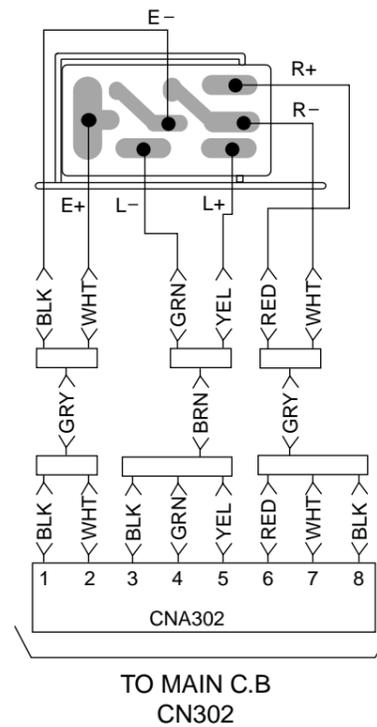 E−
R+
R−
E+ L− L+
BLK WHT GRN YEL RED WHT
GRY BRN GRY
BLK WHT BLK GRN YEL RED WHT BLK
1 2 3 4 5 6 7 8
CNA302
TO MAIN C.B
CN302